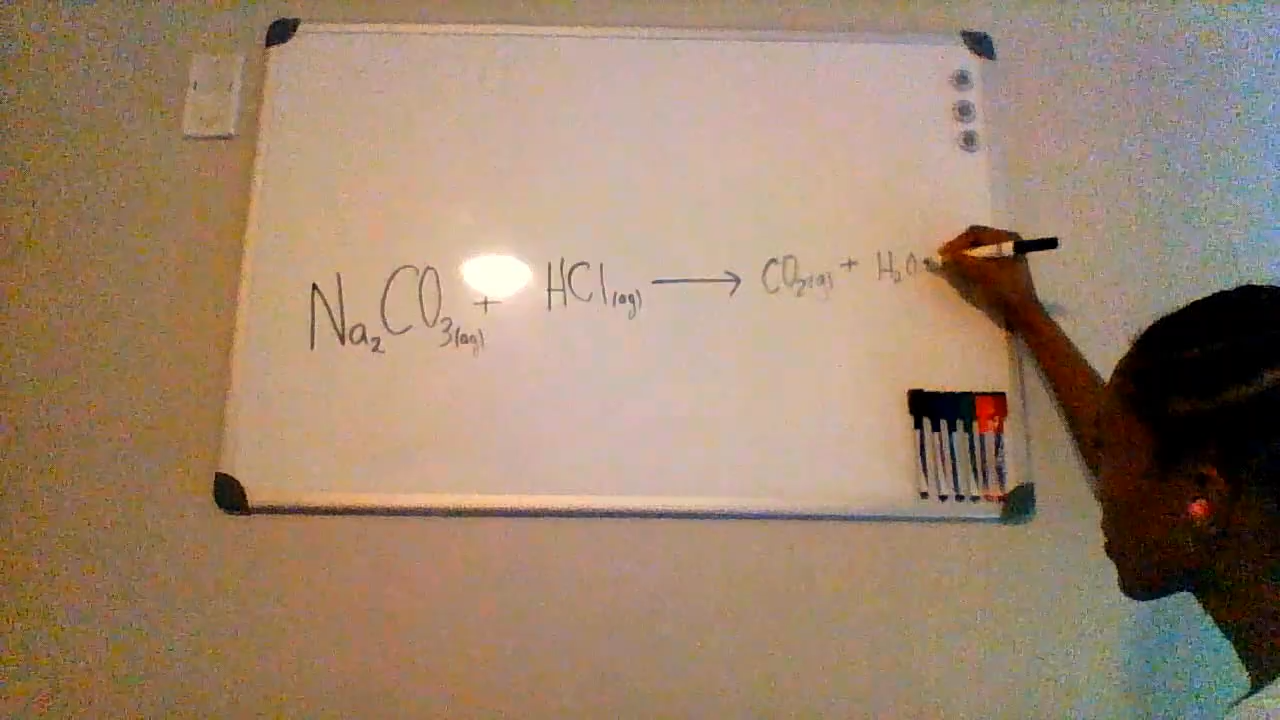 Na₂CO₃(aq) + HCl(aq) ⟶ CO₂(g) + H₂O